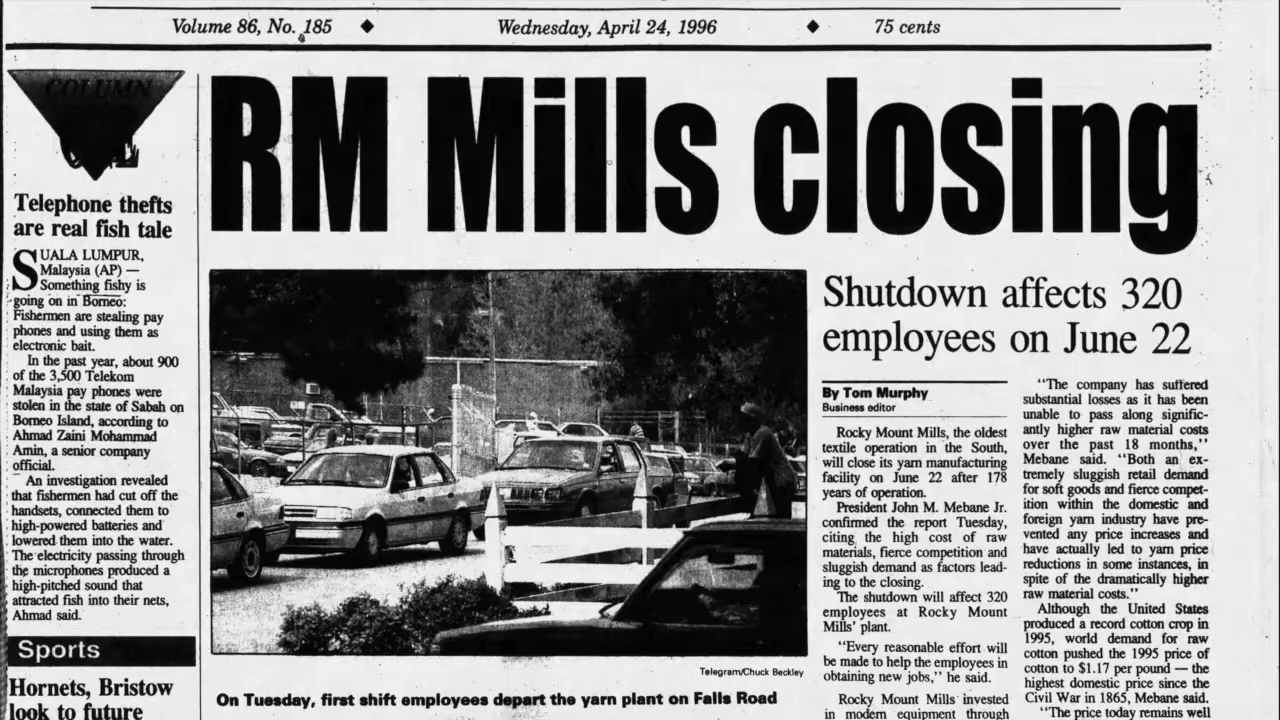 Volume 86, No. 185 ◆ Wednesday, April 24, 1996 ◆ 75 cents
COLUMN
ONE
Telephone thefts
are real fish tale
SUALA LUMPUR,
Malaysia (AP) —
Something fishy is
going on in Borneo:
Fishermen are stealing pay
phones and using them as
electronic bait.
In the past year, about 900
of the 3,500 Telekom
Malaysia pay phones were
stolen in the state of Sabah on
Borneo Island, according to
Ahmad Zaini Mohammad
Amin, a senior company
official.
An investigation revealed
that fishermen had cut off the
handsets, connected them to
high-powered batteries and
lowered them into the water.
The electricity passing through
the microphones produced a
high-pitched sound that
attracted fish into their nets,
Ahmad said.
Sports
Hornets, Bristow
look to future
RM Mills closing
Telegram/Chuck Beckley
On Tuesday, first shift employees depart the yarn plant on Falls Road
Shutdown affects 320
employees on June 22
By Tom Murphy
Business editor
Rocky Mount Mills, the oldest
textile operation in the South,
will close its yarn manufacturing
facility on June 22 after 178
years of operation.
President John M. Mebane Jr.
confirmed the report Tuesday,
citing the high cost of raw
materials, fierce competition and
sluggish demand as factors lead-
ing to the closing.
The shutdown will affect 320
employees at Rocky Mount
Mills' plant.
"Every reasonable effort will
be made to help the employees in
obtaining new jobs," he said.
Rocky Mount Mills invested
in modern equipment through
"The company has suffered
substantial losses as it has been
unable to pass along signific-
antly higher raw material costs
over the past 18 months,"
Mebane said. "Both an ex-
tremely sluggish retail demand
for soft goods and fierce compet-
ition within the domestic and
foreign yarn industry have pre-
vented any price increases and
have actually led to yarn price
reductions in some instances, in
spite of the dramatically higher
raw material costs."
Although the United States
produced a record cotton crop in
1995, world demand for raw
cotton pushed the 1995 price of
cotton to $1.17 per pound — the
highest domestic price since the
Civil War in 1865, Mebane said.
"The price today remains well